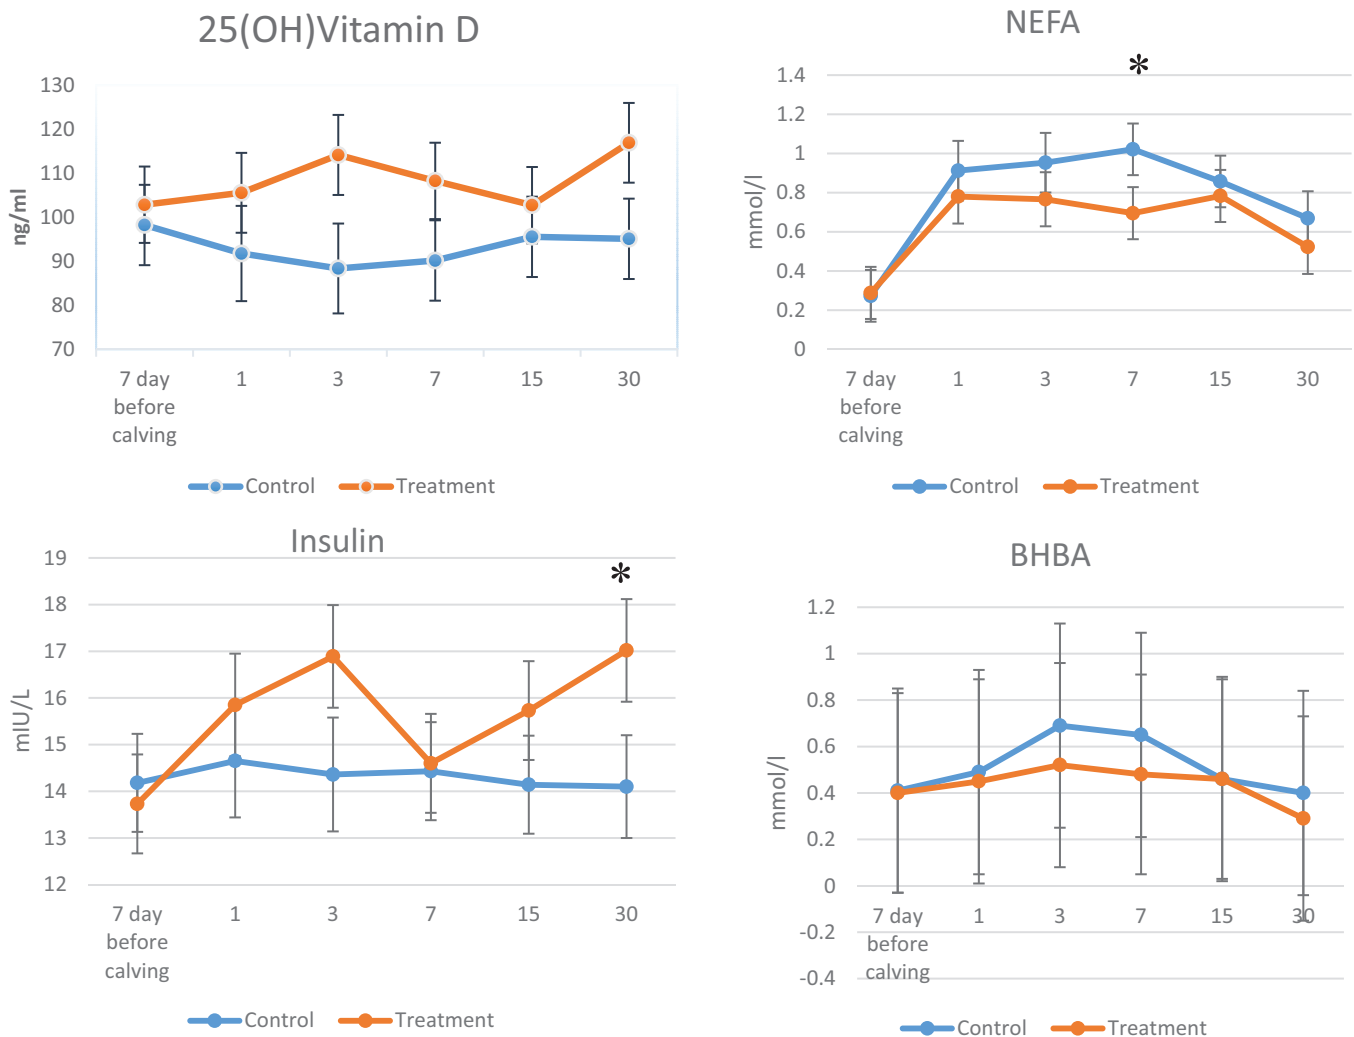 25(OH)Vitamin D
130
120
110
100
90
80
70
ng/ml
7 day
before
calving
1
3
7
15
30
Control
Treatment
NEFA
*
1.4
1.2
1
0.8
0.6
0.4
0.2
0
mmol/l
7 day
before
calving
1
3
7
15
30
Control
Treatment
Insulin
*
19
18
17
16
15
14
13
12
mIU/L
7 day
before
calving
1
3
7
15
30
Control
Treatment
BHBA
1.2
1
0.8
0.6
0.4
0.2
0
-0.2
-0.4
mmol/l
7 day
before
calving
1
3
7
15
30
Control
Treatment